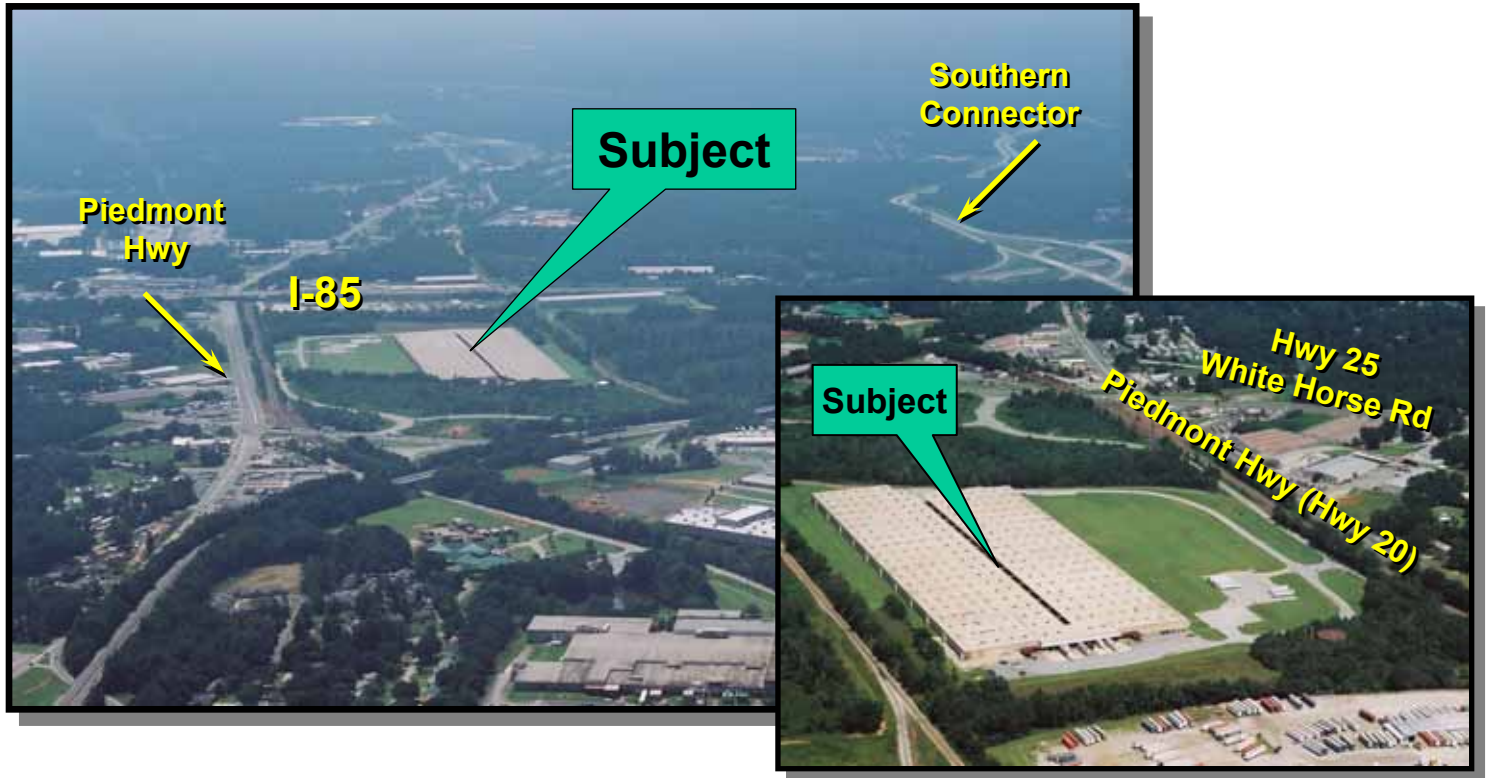 Southern
Connector
Subject
Piedmont
Hwy
I-85
Hwy 25
White Horse Rd
Piedmont Hwy (Hwy 20)
Subject